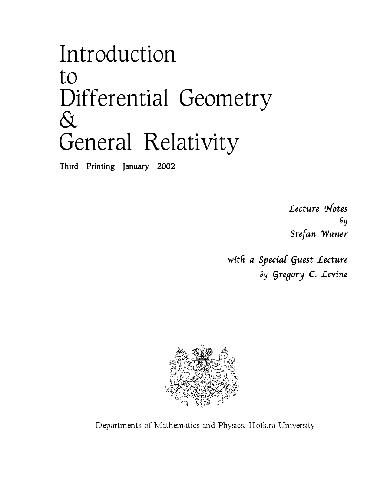 Introduction
to
Differential Geometry
&
General Relativity
Third Printing January 2002
Lecture Notes
by
Stefan Waner
with a Special Guest Lecture
by Gregory C. Levine
Departments of Mathematics and Physics, Hofstra University